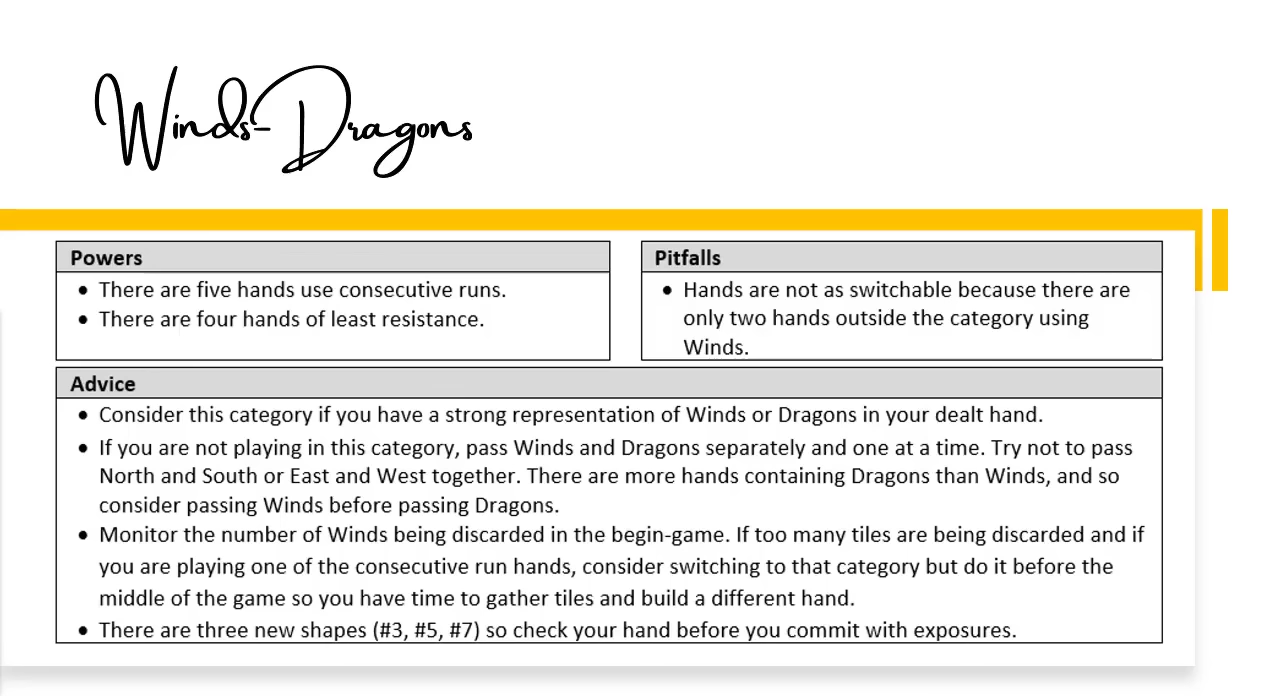 Winds-Dragons
Powers
• There are five hands use consecutive runs.
• There are four hands of least resistance.
Pitfalls
• Hands are not as switchable because there are
only two hands outside the category using
Winds.
Advice
• Consider this category if you have a strong representation of Winds or Dragons in your dealt hand.
• If you are not playing in this category, pass Winds and Dragons separately and one at a time. Try not to pass
North and South or East and West together. There are more hands containing Dragons than Winds, and so
consider passing Winds before passing Dragons.
• Monitor the number of Winds being discarded in the begin-game. If too many tiles are being discarded and if
you are playing one of the consecutive run hands, consider switching to that category but do it before the
middle of the game so you have time to gather tiles and build a different hand.
• There are three new shapes (#3, #5, #7) so check your hand before you commit with exposures.